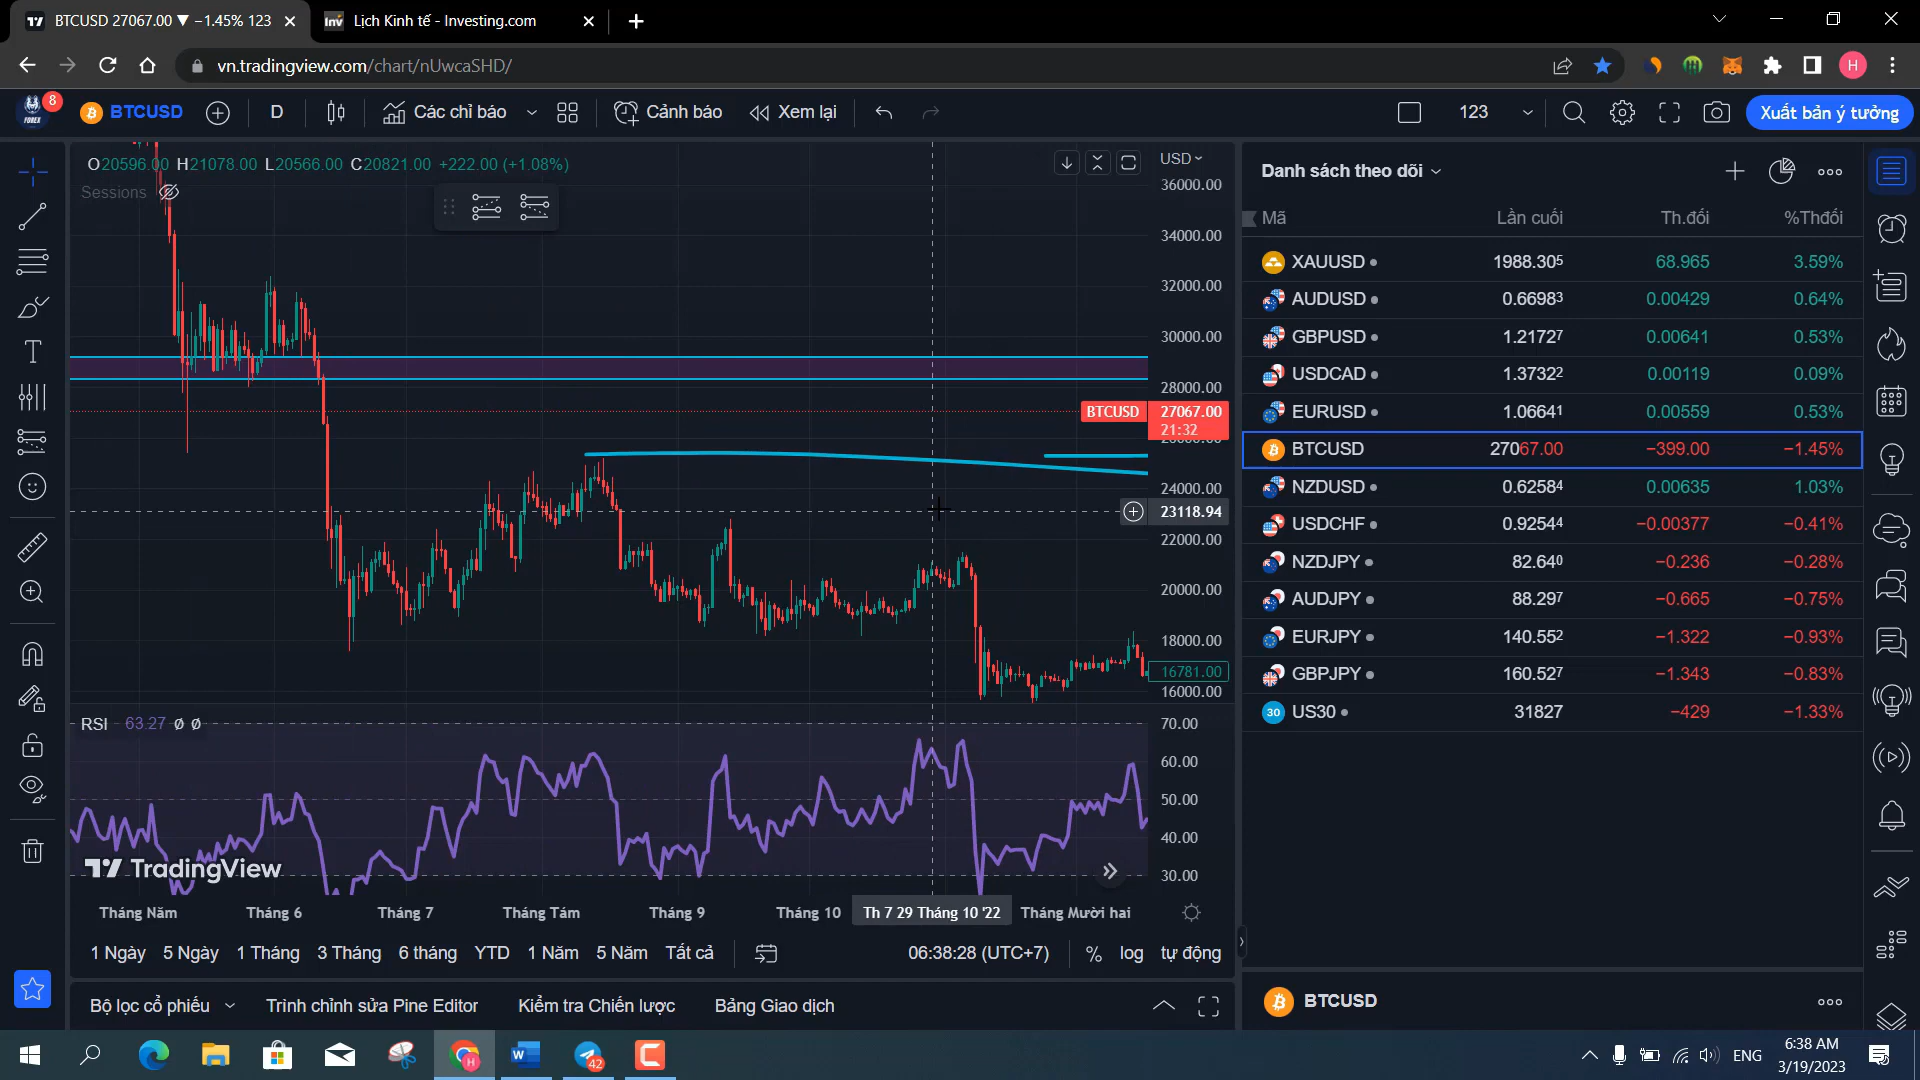 BTCUSD 27067.00 ▼ −1.45% 123
Lịch Kinh tế - Investing.com
vn.tradingview.com/chart/nUwcaSHD/
H
8
FOREX
BTCUSD
D
Các chỉ báo
Cảnh báo
Xem lại
123
Xuất bản ý tưởng
O20596.00 H21078.00 L20566.00 C20821.00 +222.00 (+1.08%)
Sessions
USD
36000.00
34000.00
32000.00
30000.00
28000.00
BTCUSD 27067.00
21:32
26000.00
24000.00
23118.94
22000.00
20000.00
18000.00
16781.00
16000.00
RSI 63.27 ø ø
70.00
60.00
50.00
40.00
30.00
TradingView
Tháng Năm Tháng 6 Tháng 7 Tháng Tám Tháng 9 Tháng 10 Th 7 29 Tháng 10 '22 Tháng Mười hai
1 Ngày 5 Ngày 1 Tháng 3 Tháng 6 tháng YTD 1 Năm 5 Năm Tất cả 06:38:28 (UTC+7) % log tự động
Bộ lọc cổ phiếu Trình chỉnh sửa Pine Editor Kiểm tra Chiến lược Bảng Giao dịch
Danh sách theo dõi
Mã Lần cuối Th.đối %Thđối
XAUUSD 1988.305 68.965 3.59%
AUDUSD 0.66983 0.00429 0.64%
GBPUSD 1.21727 0.00641 0.53%
USDCAD 1.37322 0.00119 0.09%
EURUSD 1.06641 0.00559 0.53%
BTCUSD 27067.00 −399.00 −1.45%
NZDUSD 0.62584 0.00635 1.03%
USDCHF 0.92544 −0.00377 −0.41%
NZDJPY 82.640 −0.236 −0.28%
AUDJPY 88.297 −0.665 −0.75%
EURJPY 140.552 −1.322 −0.93%
GBPJPY 160.527 −1.343 −0.83%
30 US30 31827 −429 −1.33%
BTCUSD
42
ENG
6:38 AM
3/19/2023